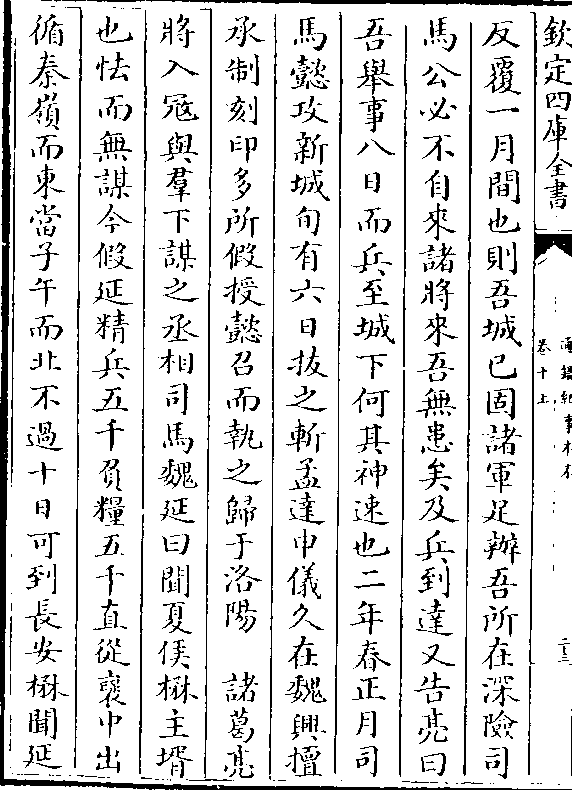 欽定四庫全書
通鑑紀事本末
卷十上
反覆一月間也則吾城已固諸軍足辦吾所在深險司
馬公必不自來諸將來吾無患矣及兵到達又告亮曰
吾舉事八日而兵至城下何其神速也二年春正月司
馬懿攻新城旬有六日拔之斬孟達申儀久在魏興擅
承制刻印多所假授懿召而執之歸于洛陽　諸葛亮
將入冦與羣下謀之丞相司馬魏延曰聞夏侯楙主壻
也怯而無謀今假延精兵五千負糧五千直從襃中出
循秦嶺而東當子午而北不過十日可到長安楙聞延